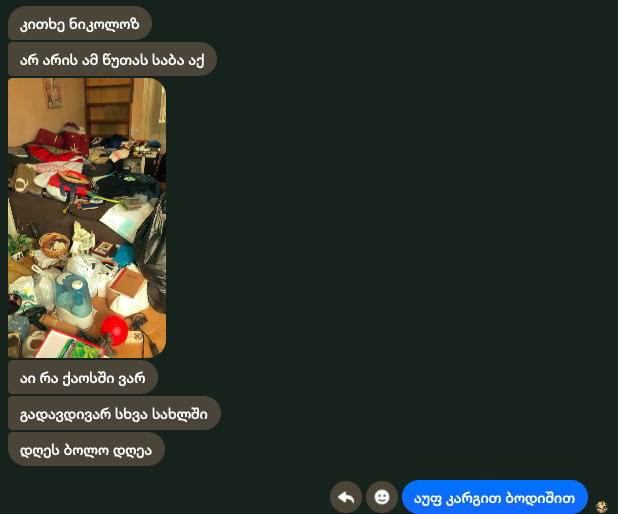 კითხე ნიკოლოზ
არ არის ამ წუთას საბა აქ
აი რა ქაოსში ვარ
გადავდივარ სხვა სახლში
დღეს ბოლო დღეა
აუფ კარგით ბოდიშით